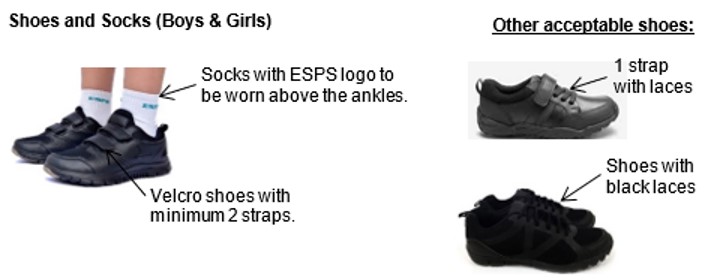 Shoes and Socks (Boys & Girls)
Other acceptable shoes:
Socks with ESPS logo to
be worn above the ankles.
Velcro shoes with
minimum 2 straps.
1 strap
with laces
Shoes with
black laces